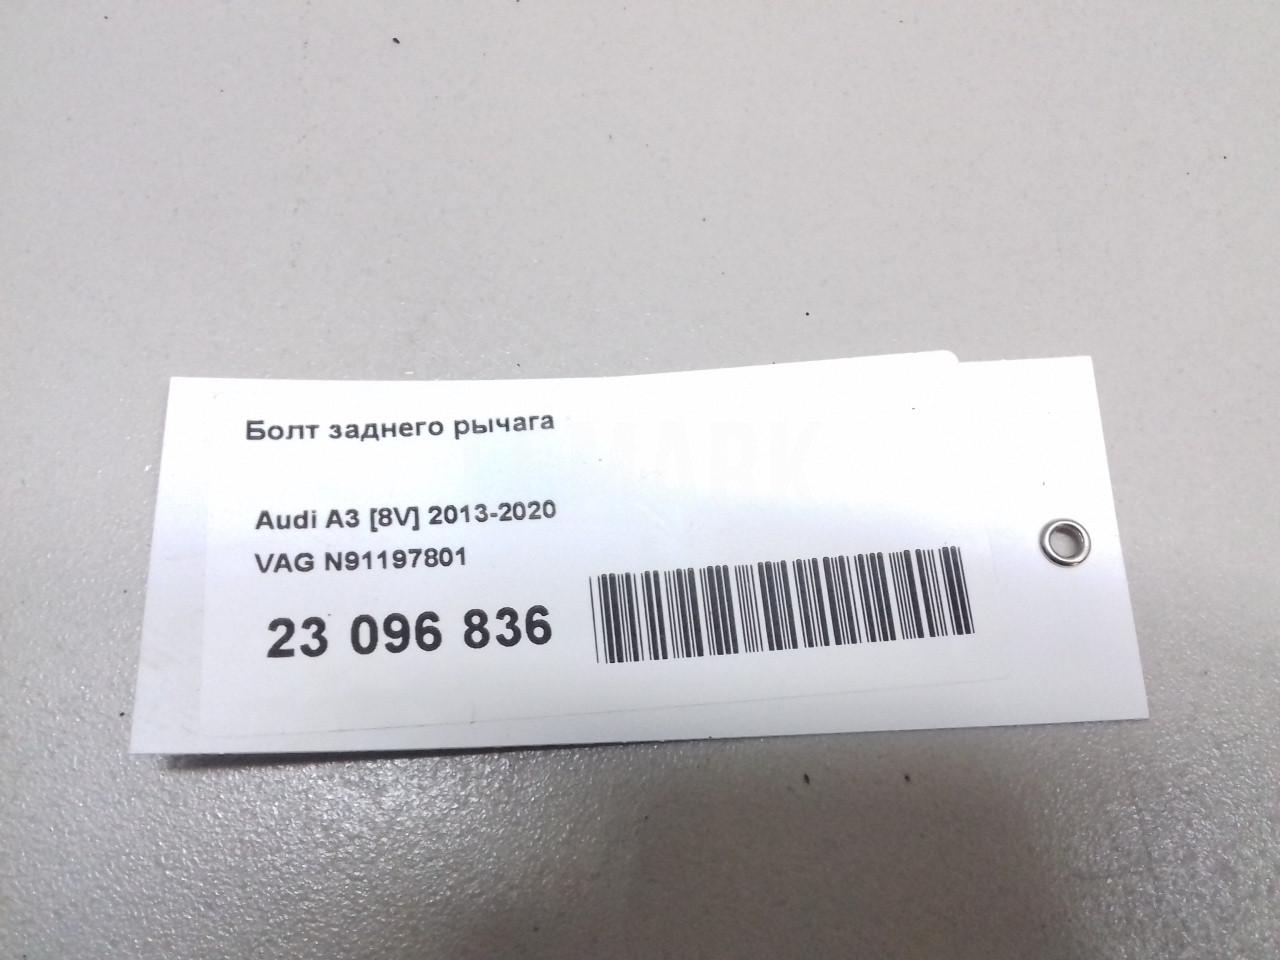 Болт заднего рычага
Audi A3 [8V] 2013-2020
VAG N91197801
23 096 836